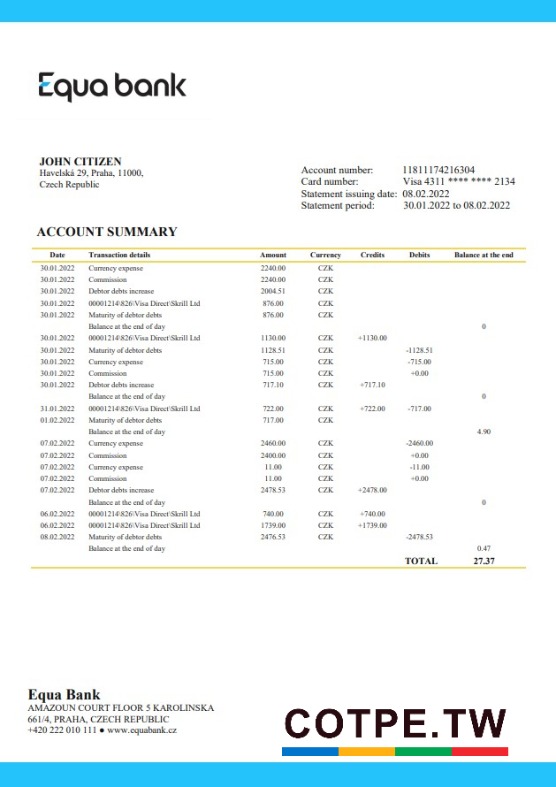 Equa bank
JOHN CITIZEN
Havelská 29, Praha, 11000,
Czech Republic
Account number: 11811174216304
Card number: Visa 4311 **** **** 2134
Statement issuing date: 08.02.2022
Statement period: 30.01.2022 to 08.02.2022
ACCOUNT SUMMARY
Date Transaction details Amount Currency Credits Debits Balance at the end
30.01.2022 Currency expense 2240.00 CZK
30.01.2022 Commission 2240.00 CZK
30.01.2022 Debtor debts increase 2004.51 CZK
30.01.2022 00001214\826\Visa Direct\Skrill Ltd 876.00 CZK
30.01.2022 Maturity of debtor debts 876.00 CZK
Balance at the end of day 0
30.01.2022 00001214\826\Visa Direct\Skrill Ltd 1130.00 CZK +1130.00
30.01.2022 Maturity of debtor debts 1128.51 CZK -1128.51
30.01.2022 Currency expense 715.00 CZK -715.00
30.01.2022 Commission 715.00 CZK +0.00
30.01.2022 Debtor debts increase 717.10 CZK +717.10
Balance at the end of day 0
31.01.2022 00001214\826\Visa Direct\Skrill Ltd 722.00 CZK +722.00 -717.00
01.02.2022 Maturity of debtor debts 717.00 CZK
Balance at the end of day 4.90
07.02.2022 Currency expense 2460.00 CZK -2460.00
07.02.2022 Commission 2400.00 CZK +0.00
07.02.2022 Currency expense 11.00 CZK -11.00
07.02.2022 Commission 11.00 CZK +0.00
07.02.2022 Debtor debts increase 2478.53 CZK +2478.00
Balance at the end of day 0
06.02.2022 00001214\826\Visa Direct\Skrill Ltd 740.00 CZK +740.00
06.02.2022 00001214\826\Visa Direct\Skrill Ltd 1739.00 CZK +1739.00
08.02.2022 Maturity of debtor debts 2476.53 CZK -2478.53
Balance at the end of day 0.47
TOTAL 27.37
Equa Bank
AMAZOUN COURT FLOOR 5 KAROLINSKA
661/4, PRAHA, CZECH REPUBLIC
+420 222 010 111 ● www.equabank.cz
COTPE.TW